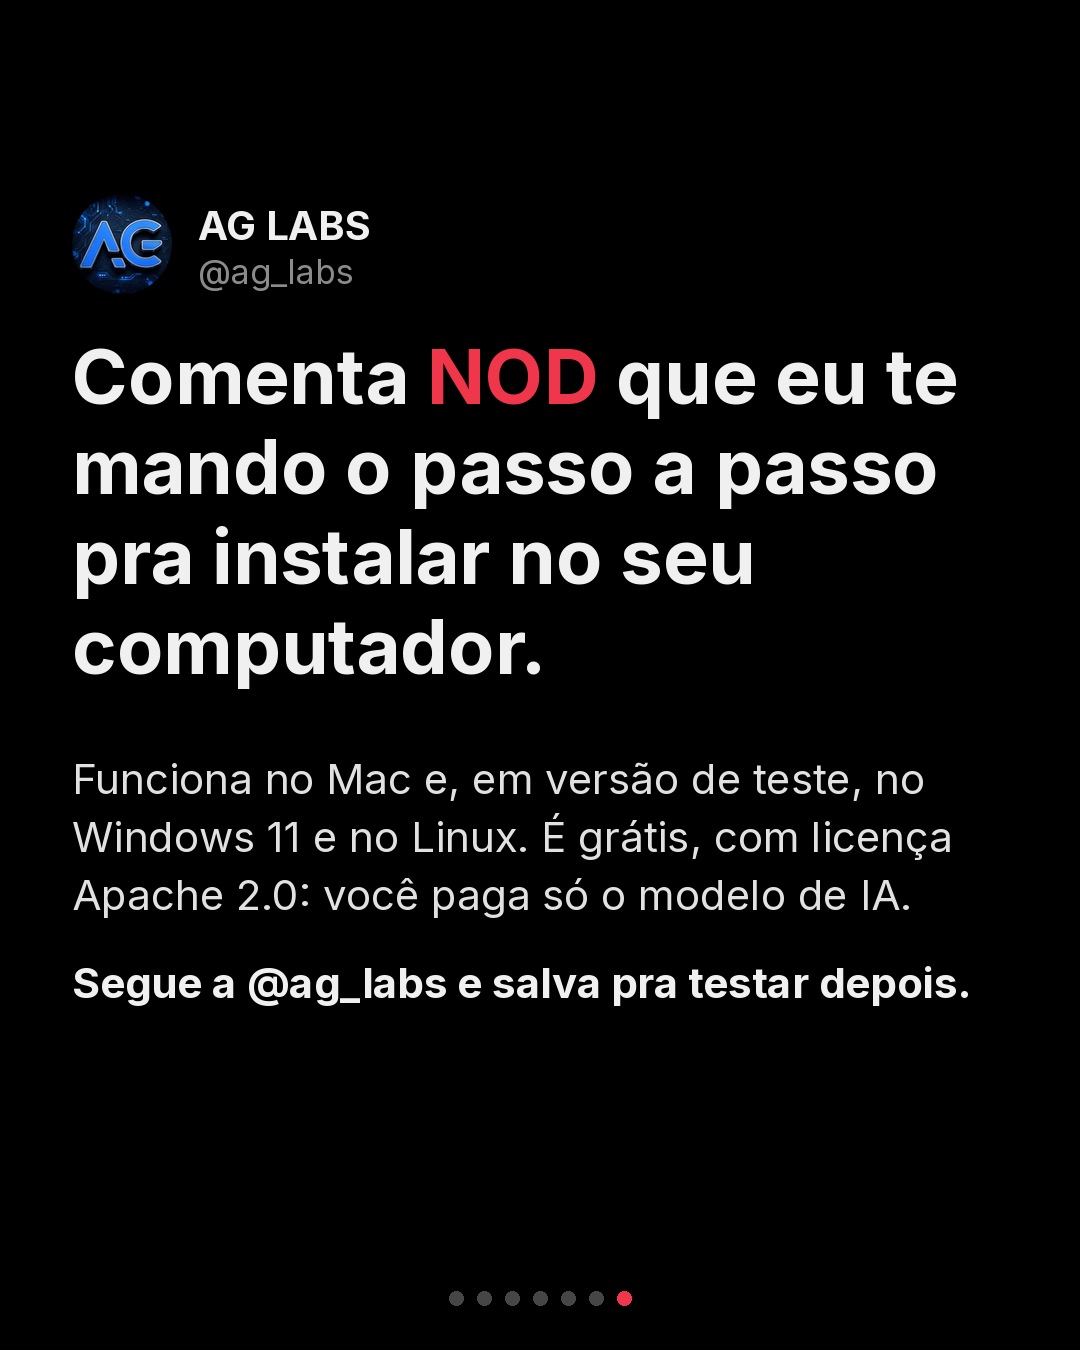 AG
AG LABS
@ag_labs
Comenta NOD que eu te
mando o passo a passo
pra instalar no seu
computador.
Funciona no Mac e, em versão de teste, no
Windows 11 e no Linux. É grátis, com licença
Apache 2.0: você paga só o modelo de IA.
Segue a @ag_labs e salva pra testar depois.